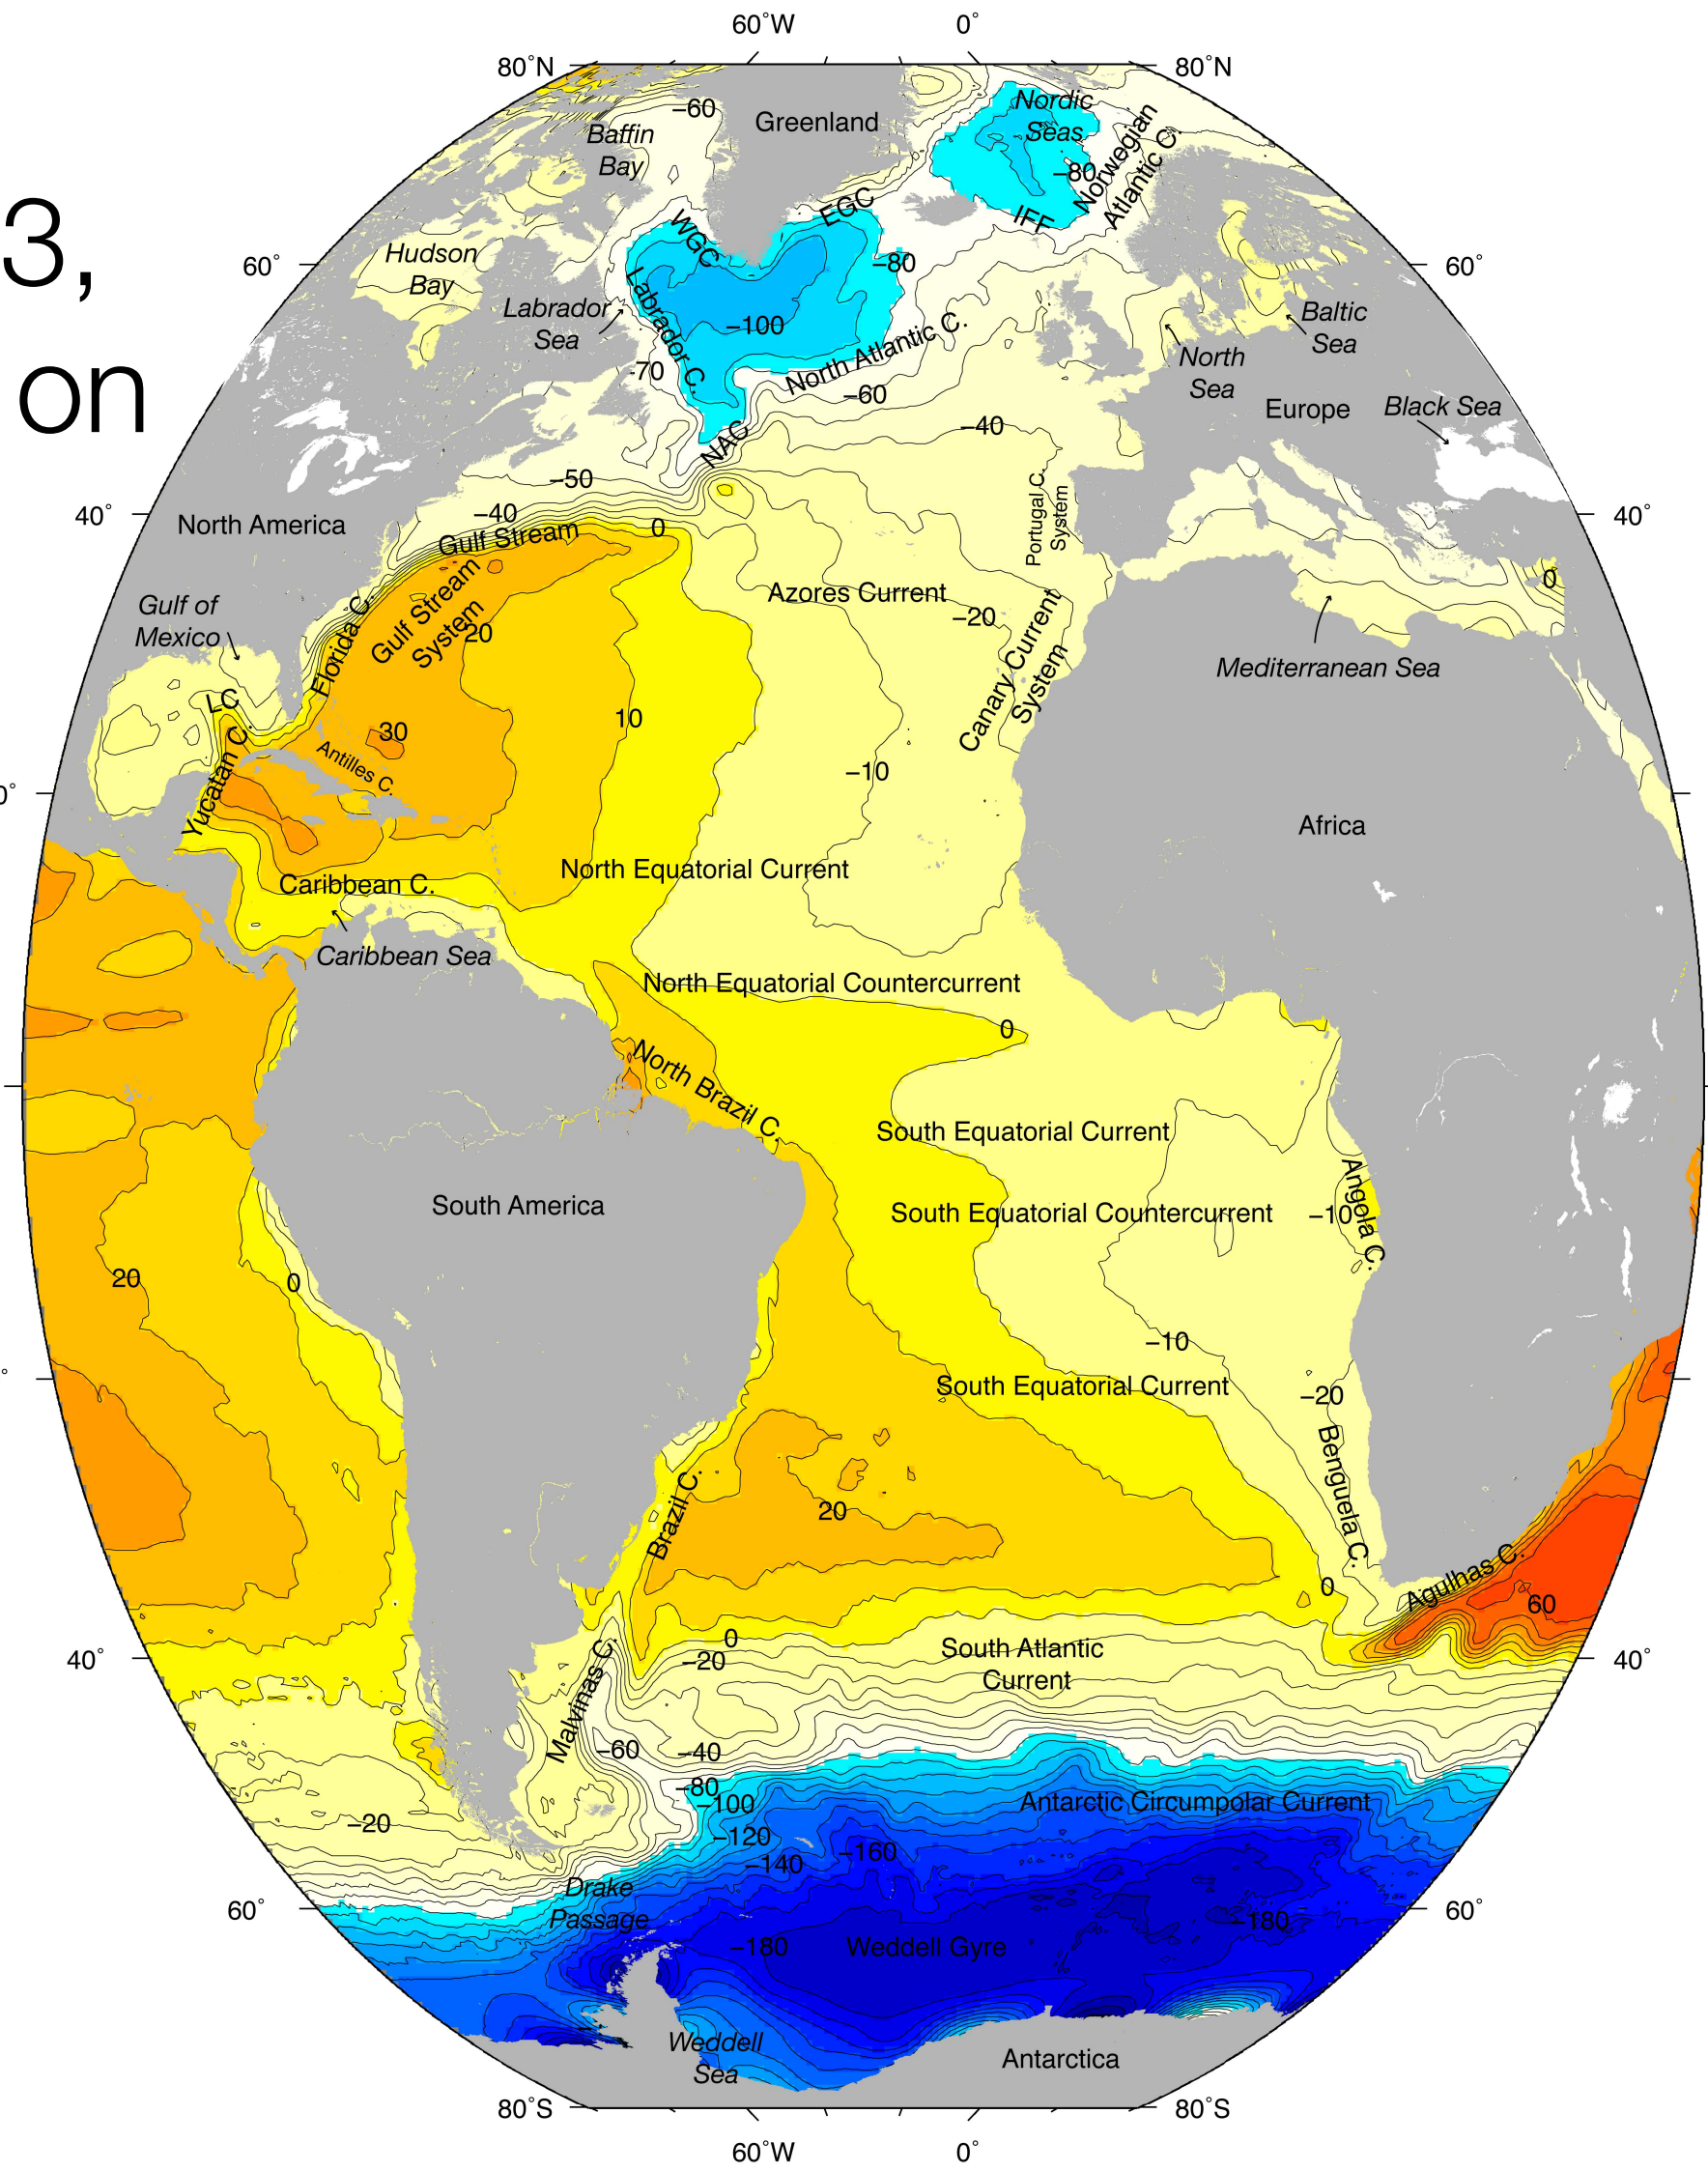 60°W 0°
80°N 80°N
−60
Greenland
Nordic
Seas
Baffin
Bay
−80
Norwegian
Atlantic C.
3,
WGC
EGC
IFF
Hudson
Bay
60° 60°
−80
Labrador
Sea
Labrador C.
−100
Baltic
Sea
North
Sea
North Atlantic C.
−70
−60
on
Europe
Black Sea
−40
NAC
−50
−40
0
40° 40°
North America
Gulf Stream
Portugal C.
System
0
Azores Current
−20
Gulf of
Mexico
Florida C.
Gulf Stream
System
20
Canary Current
System
Mediterranean Sea
LC
30
10
Yucatan C.
Antilles C.
−10
0°
Africa
North Equatorial Current
Caribbean C.
Caribbean Sea
North Equatorial Countercurrent
0
North Brazil C.
South Equatorial Current
South America
South Equatorial Countercurrent
−10
Angola C.
20
0
−10
°
South Equatorial Current
−20
Benguela C.
Brazil C.
20
0
Agulhas C.
60
0
South Atlantic
Current
−20
40° 40°
Malvinas C.
−60
−40
−80
−100
Antarctic Circumpolar Current
−20
−120
−160
−140
Drake
Passage
60° 60°
−180
−180
Weddell Gyre
Weddell
Sea
Antarctica
80°S 80°S
60°W 0°